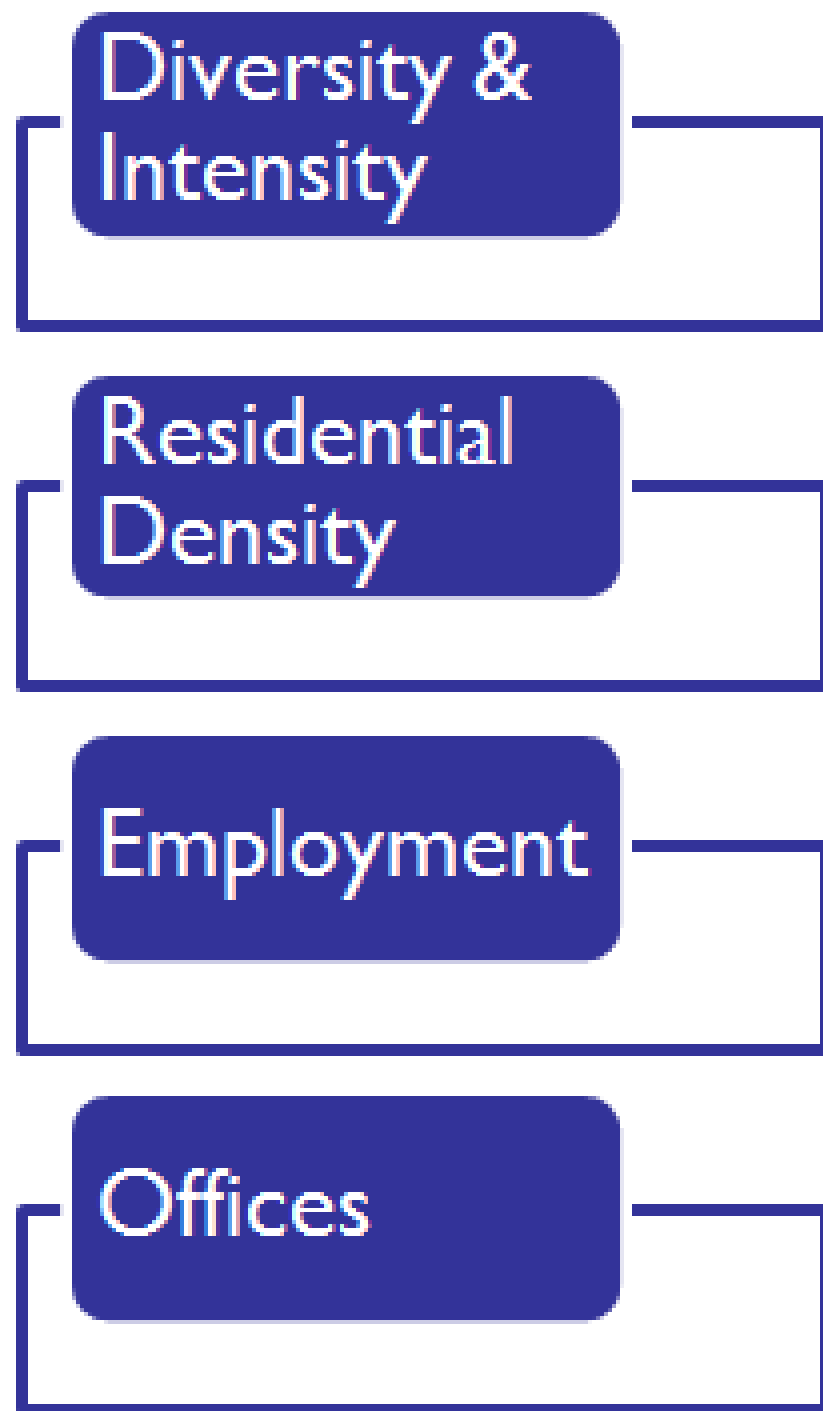 Diversity &
Intensity
Residential
Density
Employment
Offices